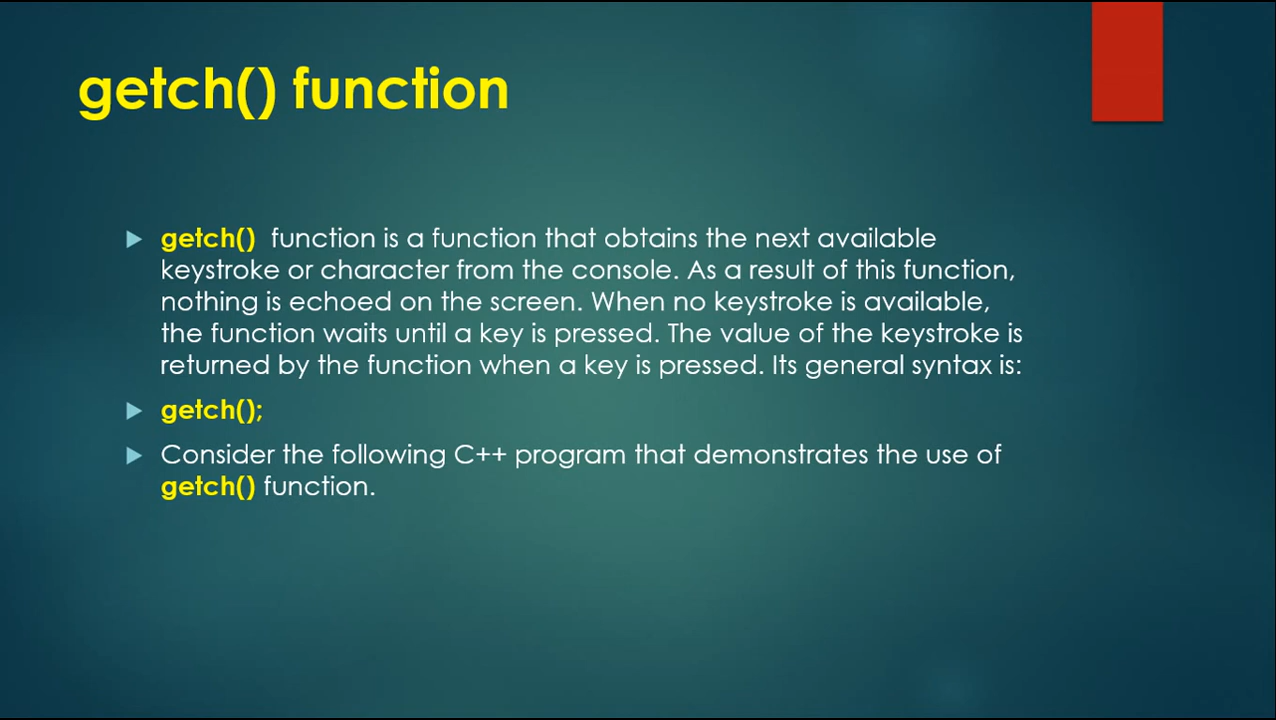 getch() function
getch() function is a function that obtains the next available
keystroke or character from the console. As a result of this function,
nothing is echoed on the screen. When no keystroke is available,
the function waits until a key is pressed. The value of the keystroke is
returned by the function when a key is pressed. Its general syntax is:
getch();
Consider the following C++ program that demonstrates the use of
getch() function.